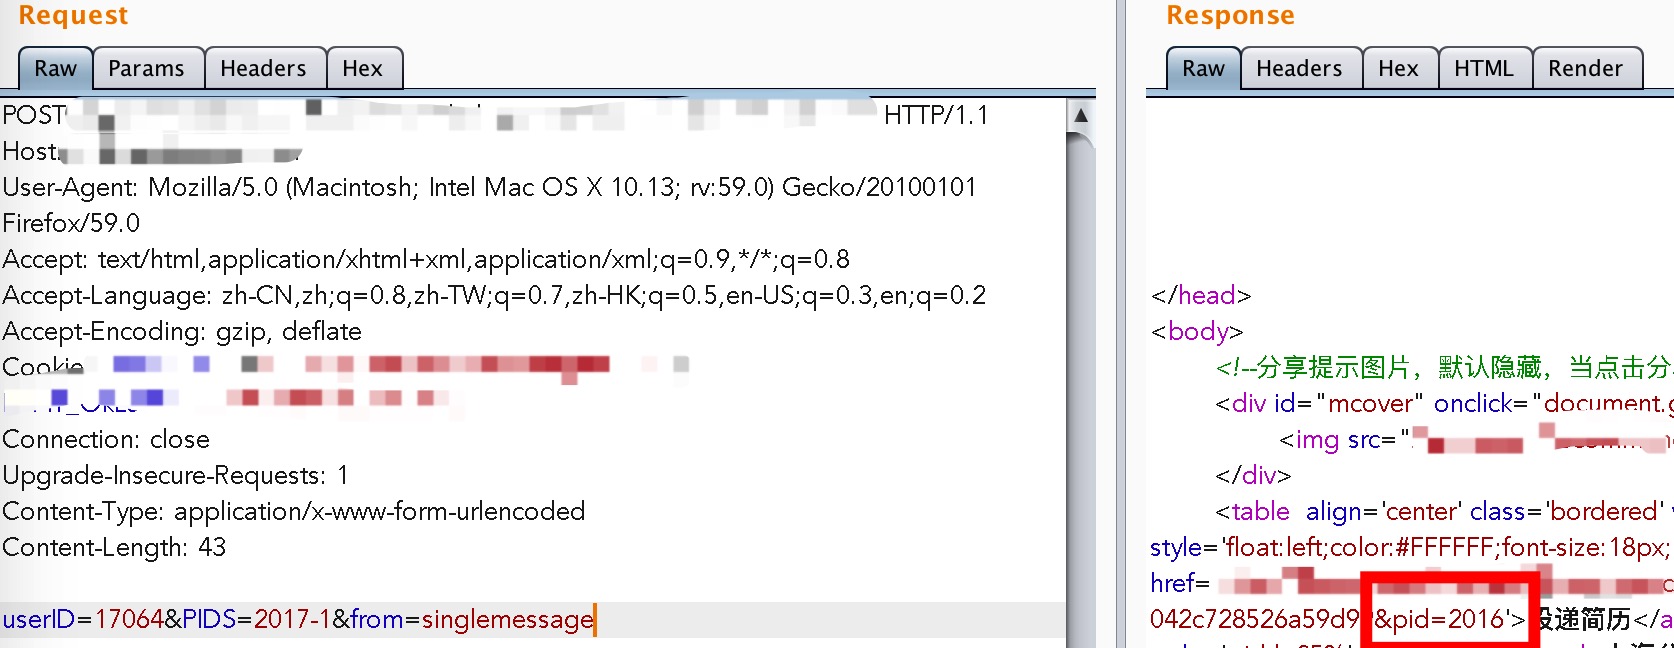 Request
Raw Params Headers Hex
POST HTTP/1.1
Host:
User-Agent: Mozilla/5.0 (Macintosh; Intel Mac OS X 10.13; rv:59.0) Gecko/20100101
Firefox/59.0
Accept: text/html,application/xhtml+xml,application/xml;q=0.9,*/*;q=0.8
Accept-Language: zh-CN,zh;q=0.8,zh-TW;q=0.7,zh-HK;q=0.5,en-US;q=0.3,en;q=0.2
Accept-Encoding: gzip, deflate
Cookie
Connection: close
Upgrade-Insecure-Requests: 1
Content-Type: application/x-www-form-urlencoded
Content-Length: 43
userID=17064&PIDS=2017-1&from=singlemessage
Response
Raw Headers Hex HTML Render
</head>
<body>
<!--分享提示图片，默认隐藏，当点击分
<div id="mcover" onclick="document.g
<img src="
</div>
<table align='center' class='bordered'
style='float:left;color:#FFFFFF;font-size:18px;
href=
042c728526a59d9 &pid=2016'>投递简历</a